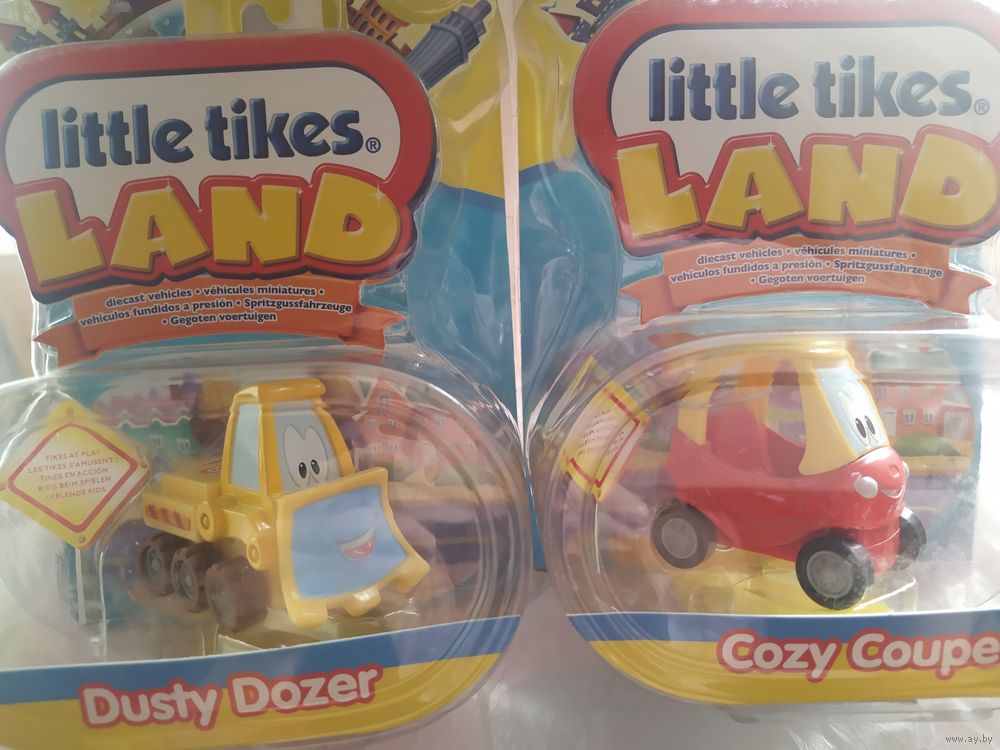 little tikes®
LAND
diecast vehicles • véhicules miniatures •
vehículos fundidos a presión • Spritzgussfahrzeuge
• Gegoten voertuigen
TIKES AT PLAY
LES TIKES S'AMUSENT
TIKES EN ACCIÓN
KIDS BEIM SPIELEN
SPELENDE KIDS
Dusty Dozer
little tikes®
LAND
diecast vehicles • véhicules miniatures •
vehículos fundidos a presión • Spritzgussfahrzeuge
• Gegoten voertuigen
Cozy Coupe
www.ay.by